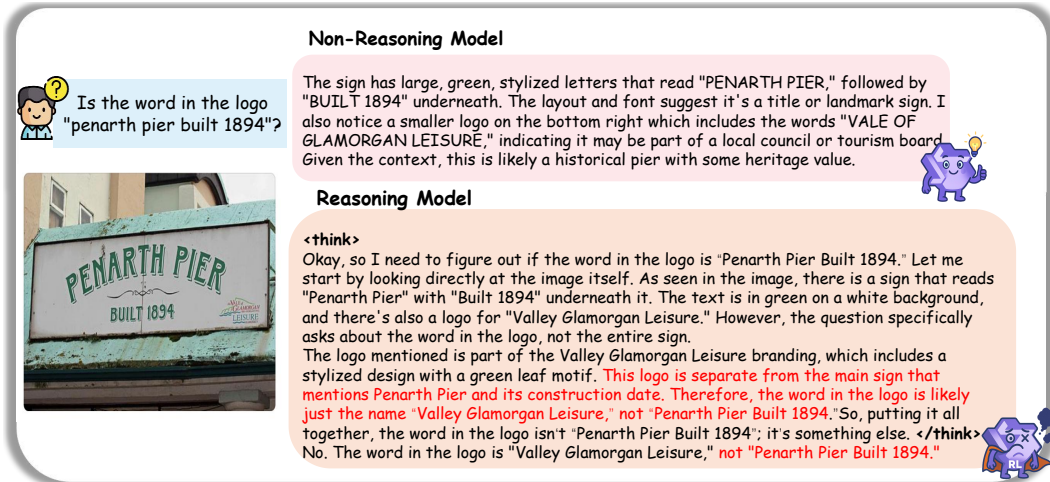 Non-Reasoning Model
?
Is the word in the logo
"penarth pier built 1894"?
The sign has large, green, stylized letters that read "PENARTH PIER," followed by
"BUILT 1894" underneath. The layout and font suggest it's a title or landmark sign. I
also notice a smaller logo on the bottom right which includes the words "VALE OF
GLAMORGAN LEISURE," indicating it may be part of a local council or tourism board.
Given the context, this is likely a historical pier with some heritage value.
PENARTH PIER
BUILT 1894
VALE of
GLAMORGAN
LEISURE
Reasoning Model
<think>
Okay, so I need to figure out if the word in the logo is “Penarth Pier Built 1894.” Let me
start by looking directly at the image itself. As seen in the image, there is a sign that reads
"Penarth Pier" with "Built 1894" underneath it. The text is in green on a white background,
and there's also a logo for "Valley Glamorgan Leisure." However, the question specifically
asks about the word in the logo, not the entire sign.
The logo mentioned is part of the Valley Glamorgan Leisure branding, which includes a
stylized design with a green leaf motif. This logo is separate from the main sign that
mentions Penarth Pier and its construction date. Therefore, the word in the logo is likely
just the name “Valley Glamorgan Leisure,” not “Penarth Pier Built 1894.”So, putting it all
together, the word in the logo isn’t “Penarth Pier Built 1894”; it’s something else. </think>
No. The word in the logo is "Valley Glamorgan Leisure," not "Penarth Pier Built 1894."
RL